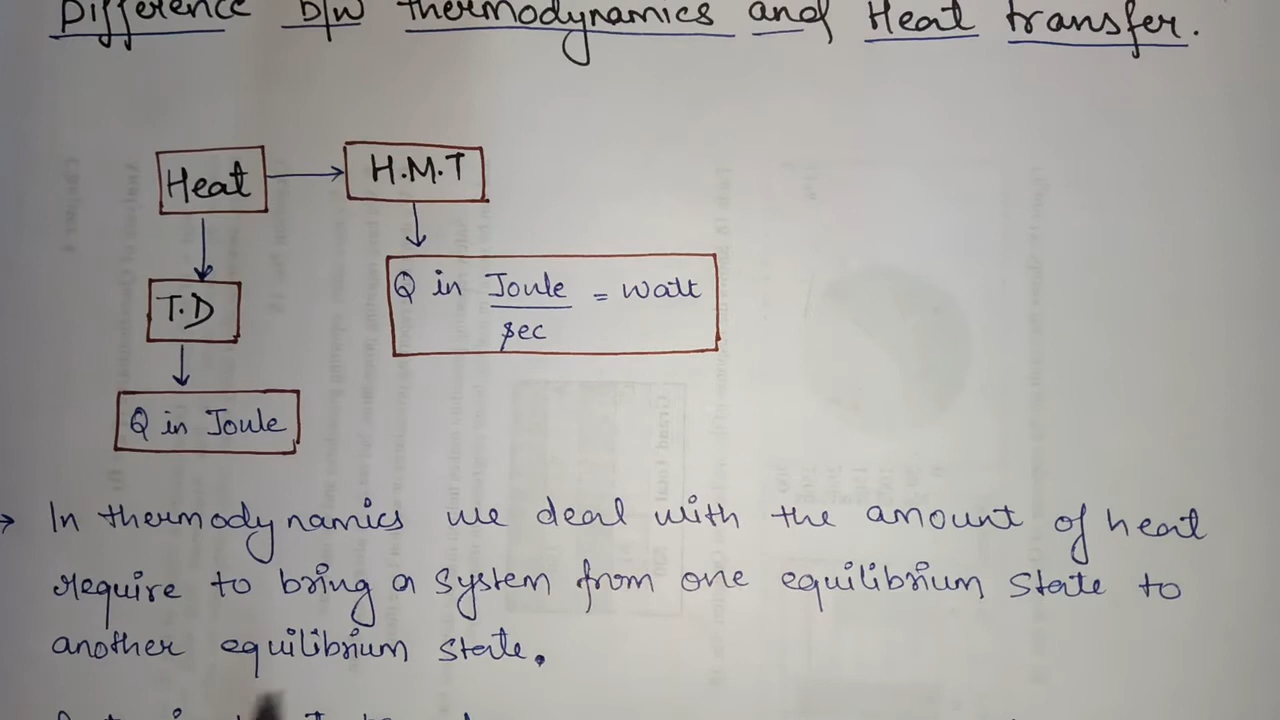 Difference b/w thermodynamics and Heat transfer.
Heat
H.M.T
Q in Joule/sec = watt
T.D
Q in Joule
→ In thermodynamics we deal with the amount of heat
require to bring a system from one equilibrium state to
another equilibrium state.